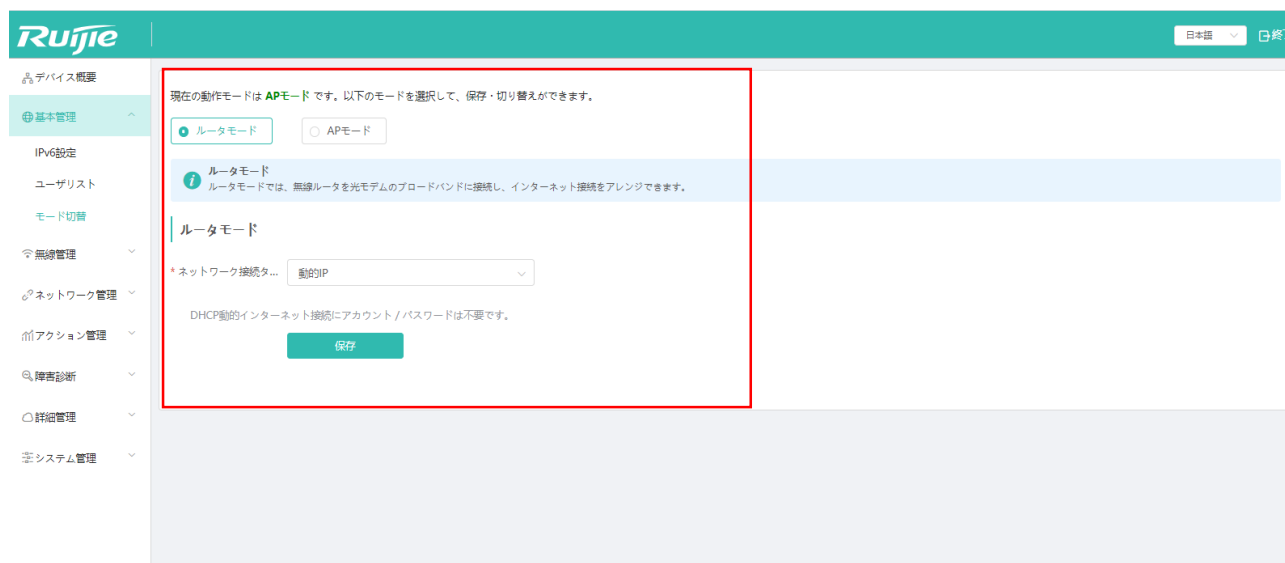 Ruijie
日本語
終了
デバイス概要
基本管理
IPv6設定
ユーザリスト
モード切替
無線管理
ネットワーク管理
アクション管理
障害診断
詳細管理
システム管理
現在の動作モードは APモード です。以下のモードを選択して、保存・切り替えができます。
ルータモード
APモード
ルータモード
ルータモードでは、無線ルータを光モデムのブロードバンドに接続し、インターネット接続をアレンジできます。
ルータモード
* ネットワーク接続タ...
動的IP
DHCP動的インターネット接続にアカウント / パスワードは不要です。
保存